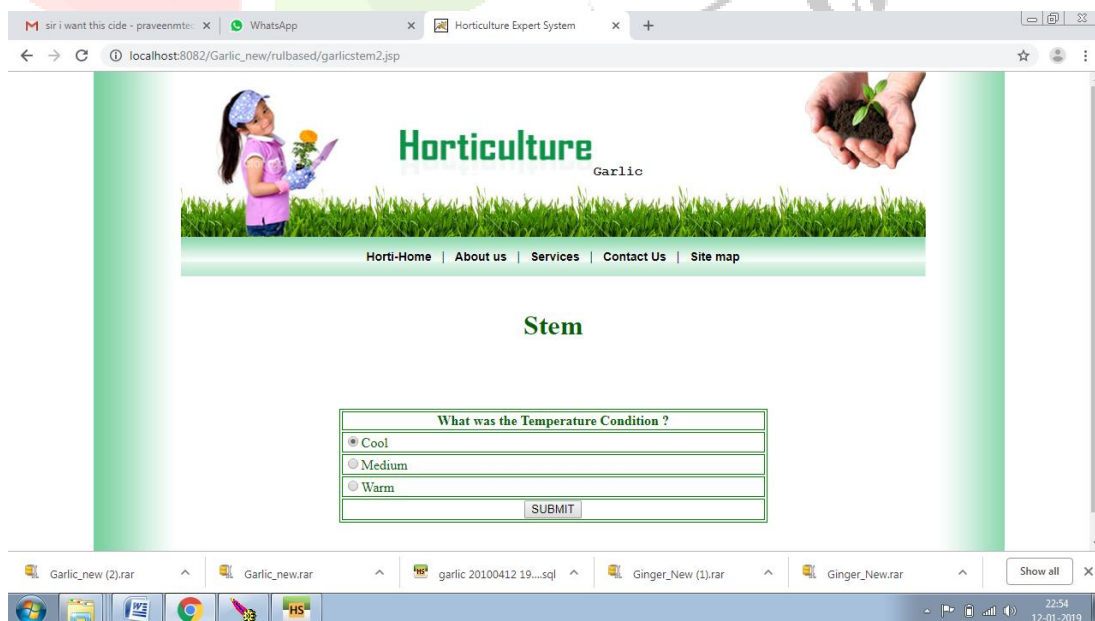 sir i want this cide - praveenmtec
WhatsApp
Horticulture Expert System
localhost:8082/Garlic_new/rulbased/garlicstem2.jsp
Horticulture
Garlic
Horti-Home | About us | Services | Contact Us | Site map
Stem
What was the Temperature Condition ?
Cool
Medium
Warm
SUBMIT
Garlic_new (2).rar
Garlic_new.rar
garlic 20100412 19....sql
Ginger_New (1).rar
Ginger_New.rar
Show all
HS
22:54
12-01-2019